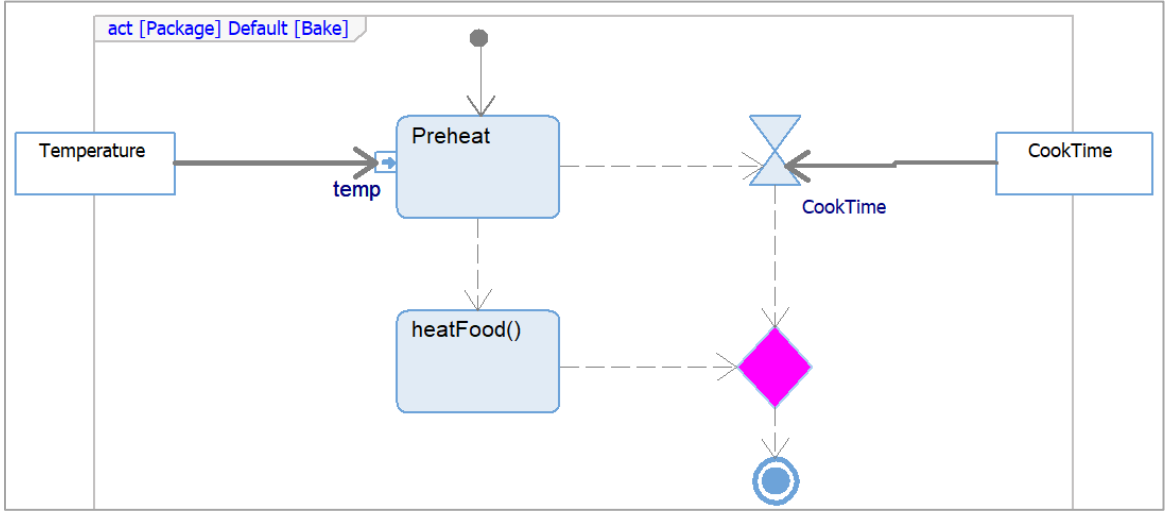 act [Package] Default [Bake]
Preheat
Temperature
CookTime
temp
CookTime
heatFood()